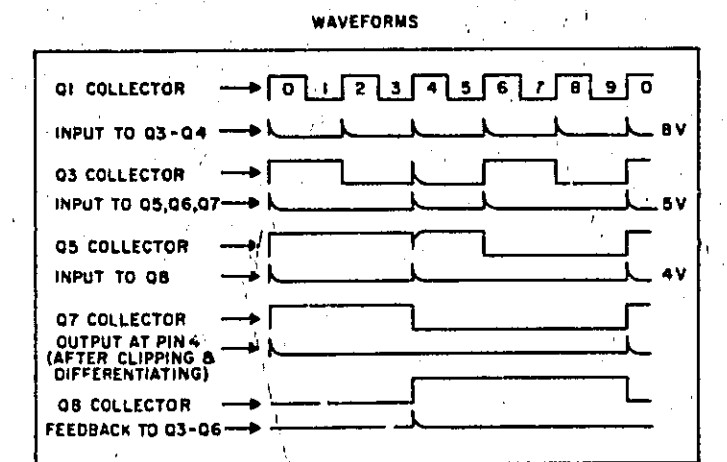 WAVEFORMS
Q1 COLLECTOR
0 1 2 3 4 5 6 7 8 9 0
INPUT TO Q3-Q4
8V
Q3 COLLECTOR
INPUT TO Q5,Q6,Q7
5V
Q5 COLLECTOR
INPUT TO Q8
4V
Q7 COLLECTOR
OUTPUT AT PIN 4
(AFTER CLIPPING &
DIFFERENTIATING)
Q8 COLLECTOR
FEEDBACK TO Q3-Q6